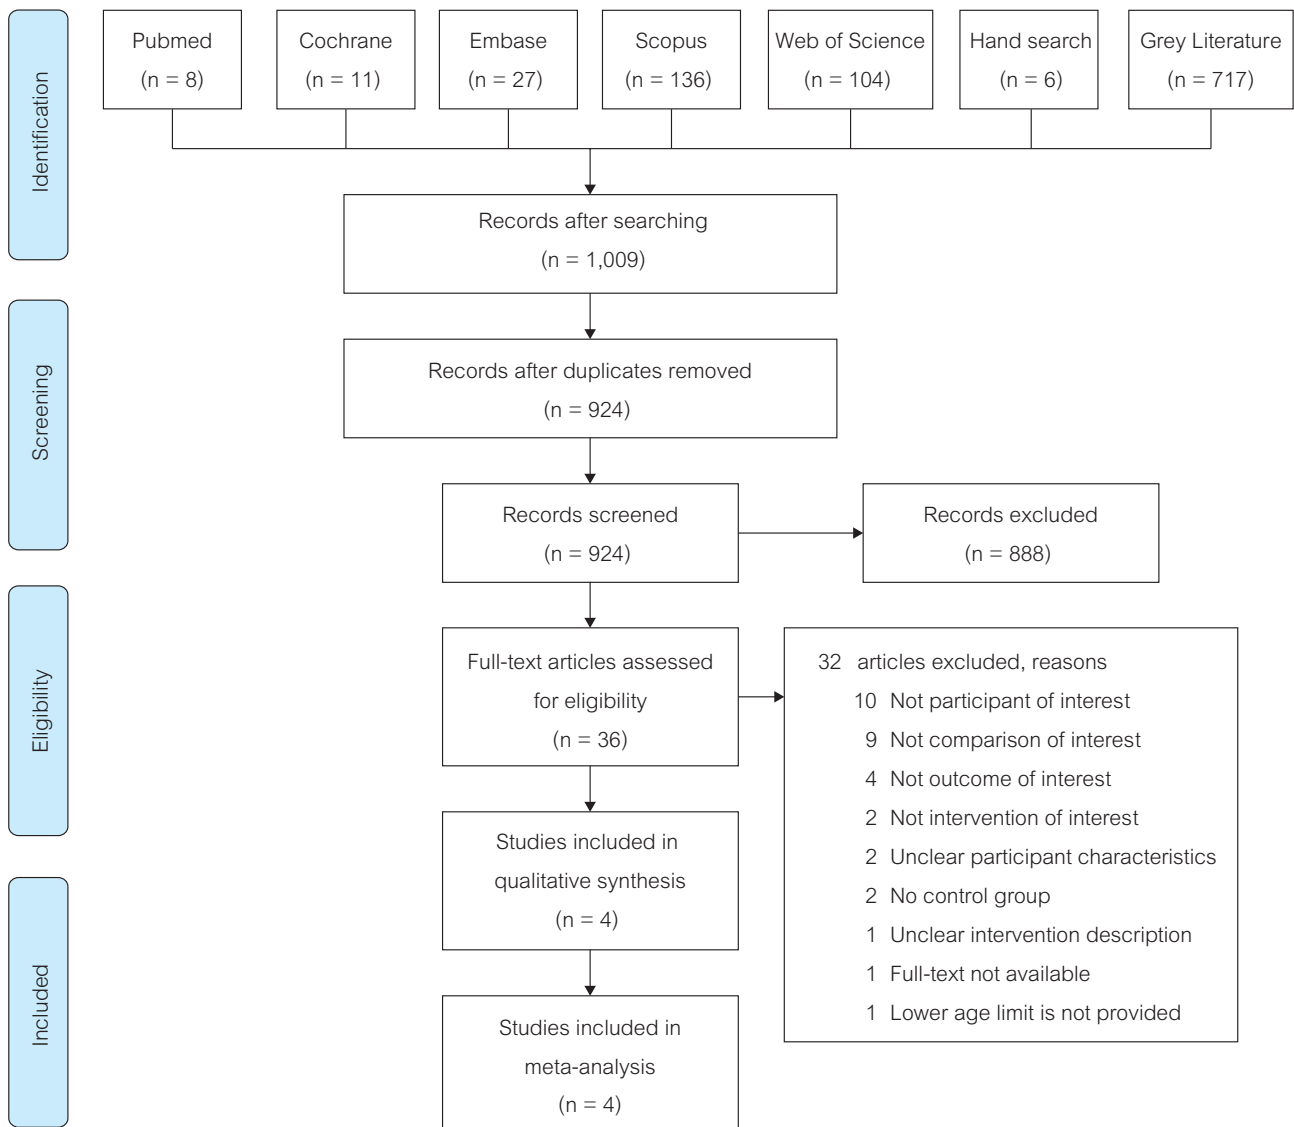 Identification
Pubmed
(n = 8)
Cochrane
(n = 11)
Embase
(n = 27)
Scopus
(n = 136)
Web of Science
(n = 104)
Hand search
(n = 6)
Grey Literature
(n = 717)
Records after searching
(n = 1,009)
Screening
Records after duplicates removed
(n = 924)
Records screened
(n = 924)
Records excluded
(n = 888)
Eligibility
Full-text articles assessed
for eligibility
(n = 36)
32 articles excluded, reasons
10 Not participant of interest
9 Not comparison of interest
4 Not outcome of interest
2 Not intervention of interest
2 Unclear participant characteristics
2 No control group
1 Unclear intervention description
1 Full-text not available
1 Lower age limit is not provided
Studies included in
qualitative synthesis
(n = 4)
Included
Studies included in
meta-analysis
(n = 4)